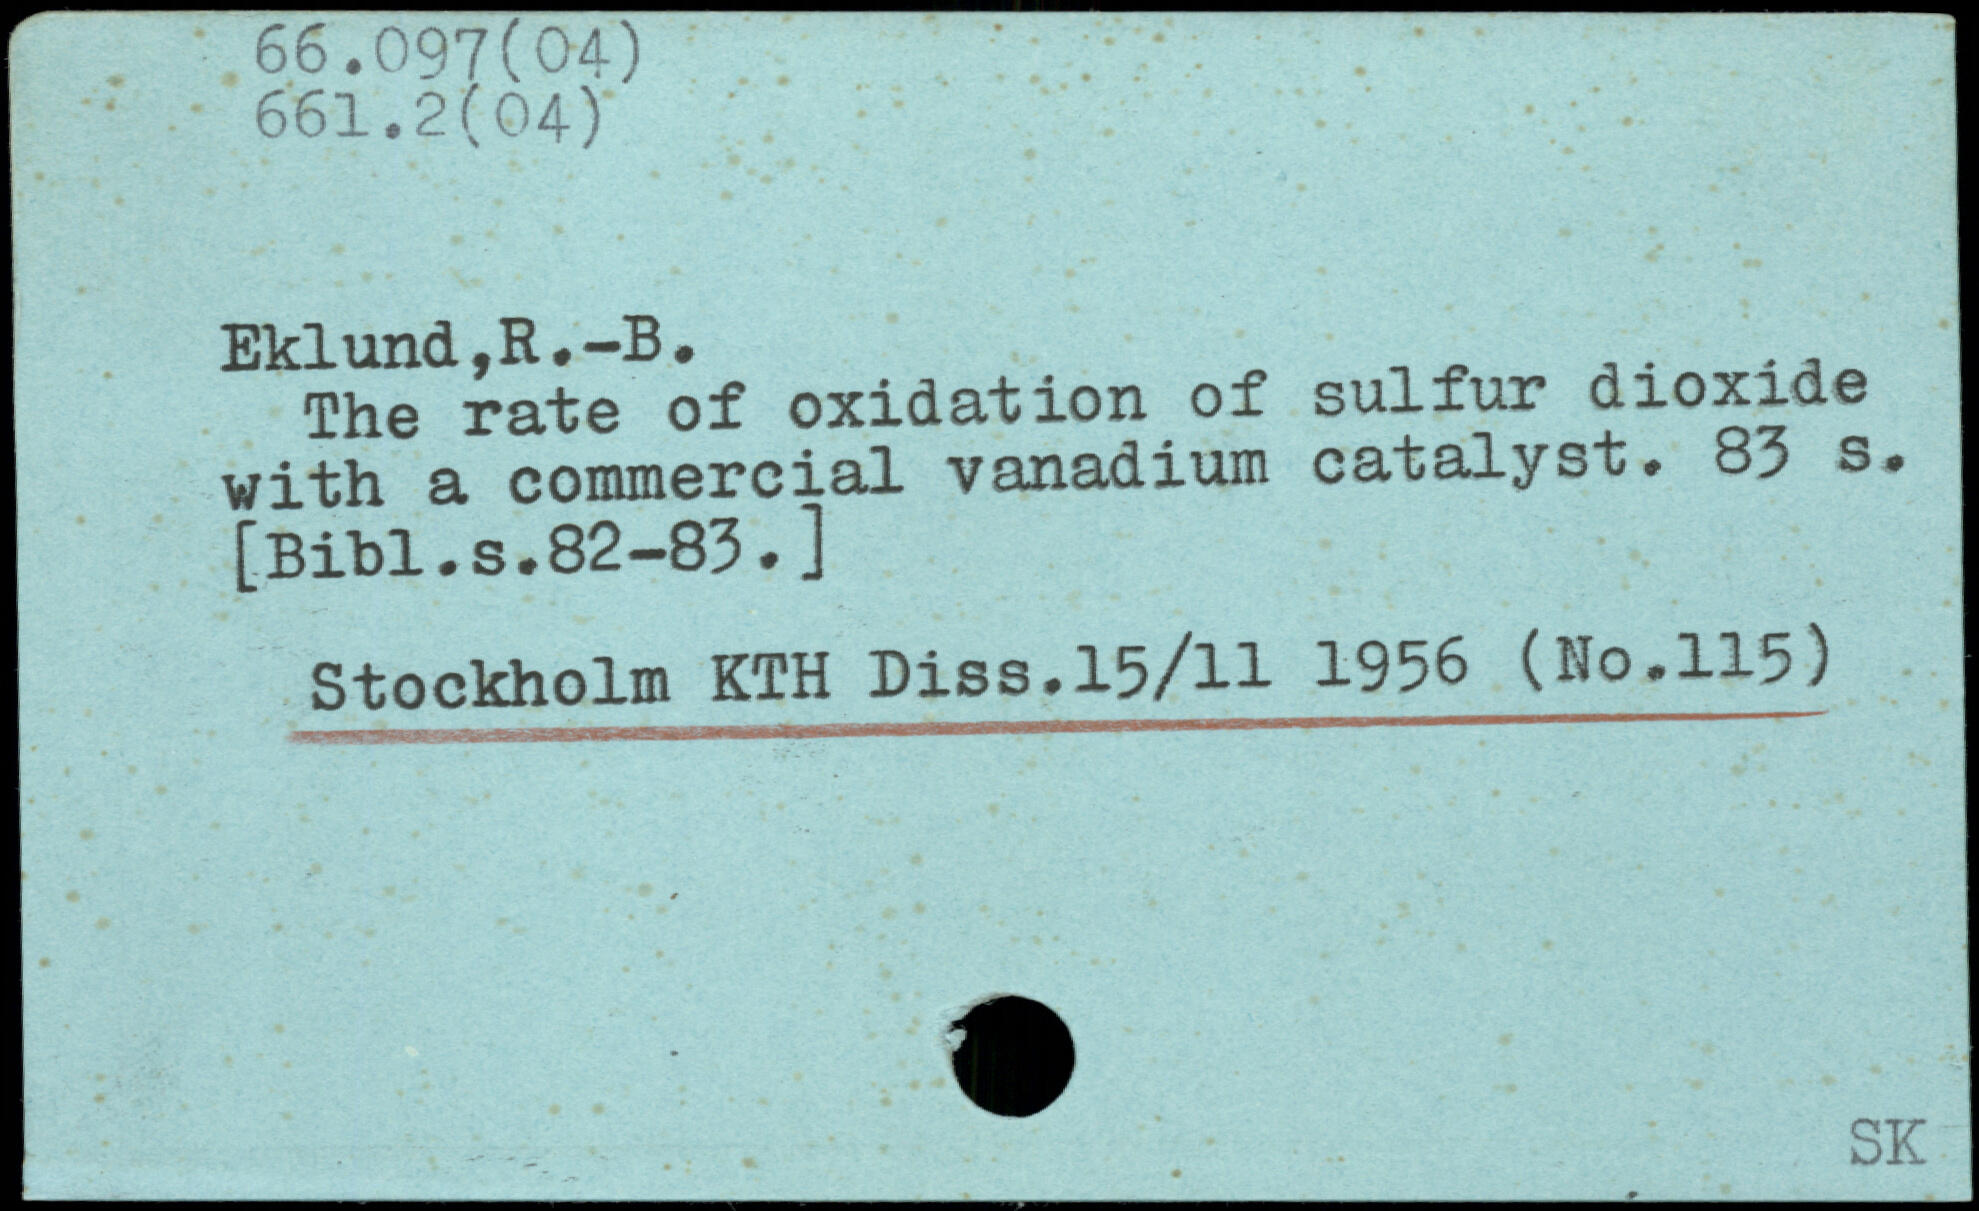 66.097(04)
661.2(04)
Eklund,R.-B.
The rate of oxidation of sulfur dioxide
with a commercial vanadium catalyst. 83 s.
[Bibl.s.82-83.]
Stockholm KTH Diss.15/11 1956 (No.115)
SK